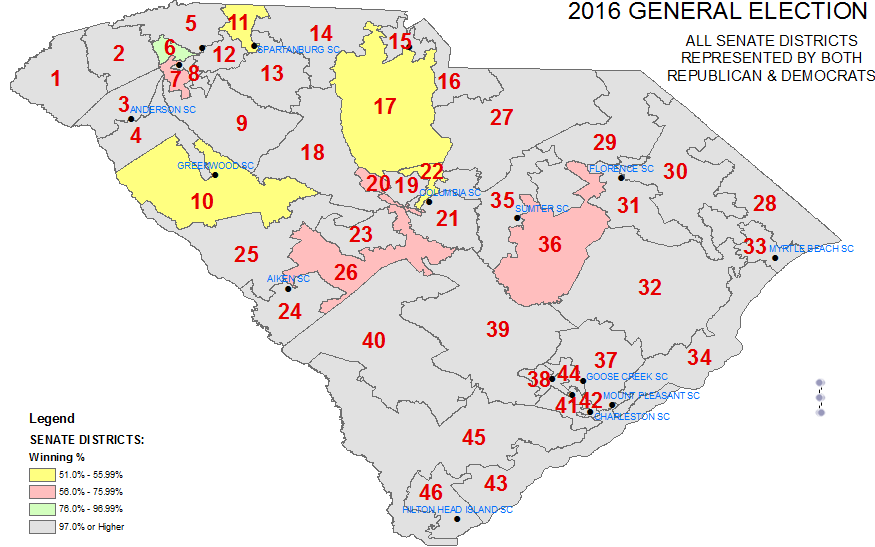 2016 GENERAL ELECTION
ALL SENATE DISTRICTS
REPRESENTED BY BOTH
REPUBLICAN & DEMOCRATS
5
11
14
15
6
12
SPARTANBURG SC
1
2
7
8
13
16
3
ANDERSON SC
17
27
4
9
29
18
GREENWOOD SC
22
FLORENCE SC
30
20
19
COLUMBIA SC
10
35
SUMTER SC
31
28
21
23
36
33
MYRTLE BEACH SC
25
26
AIKEN SC
32
24
39
40
34
37
38
44
GOOSE CREEK SC
41
42
MOUNT PLEASANT SC
CHARLESTON SC
45
46
43
HILTON HEAD ISLAND SC
Legend
SENATE DISTRICTS:
Winning %
51.0% - 55.99%
56.0% - 75.99%
76.0% - 96.99%
97.0% or Higher